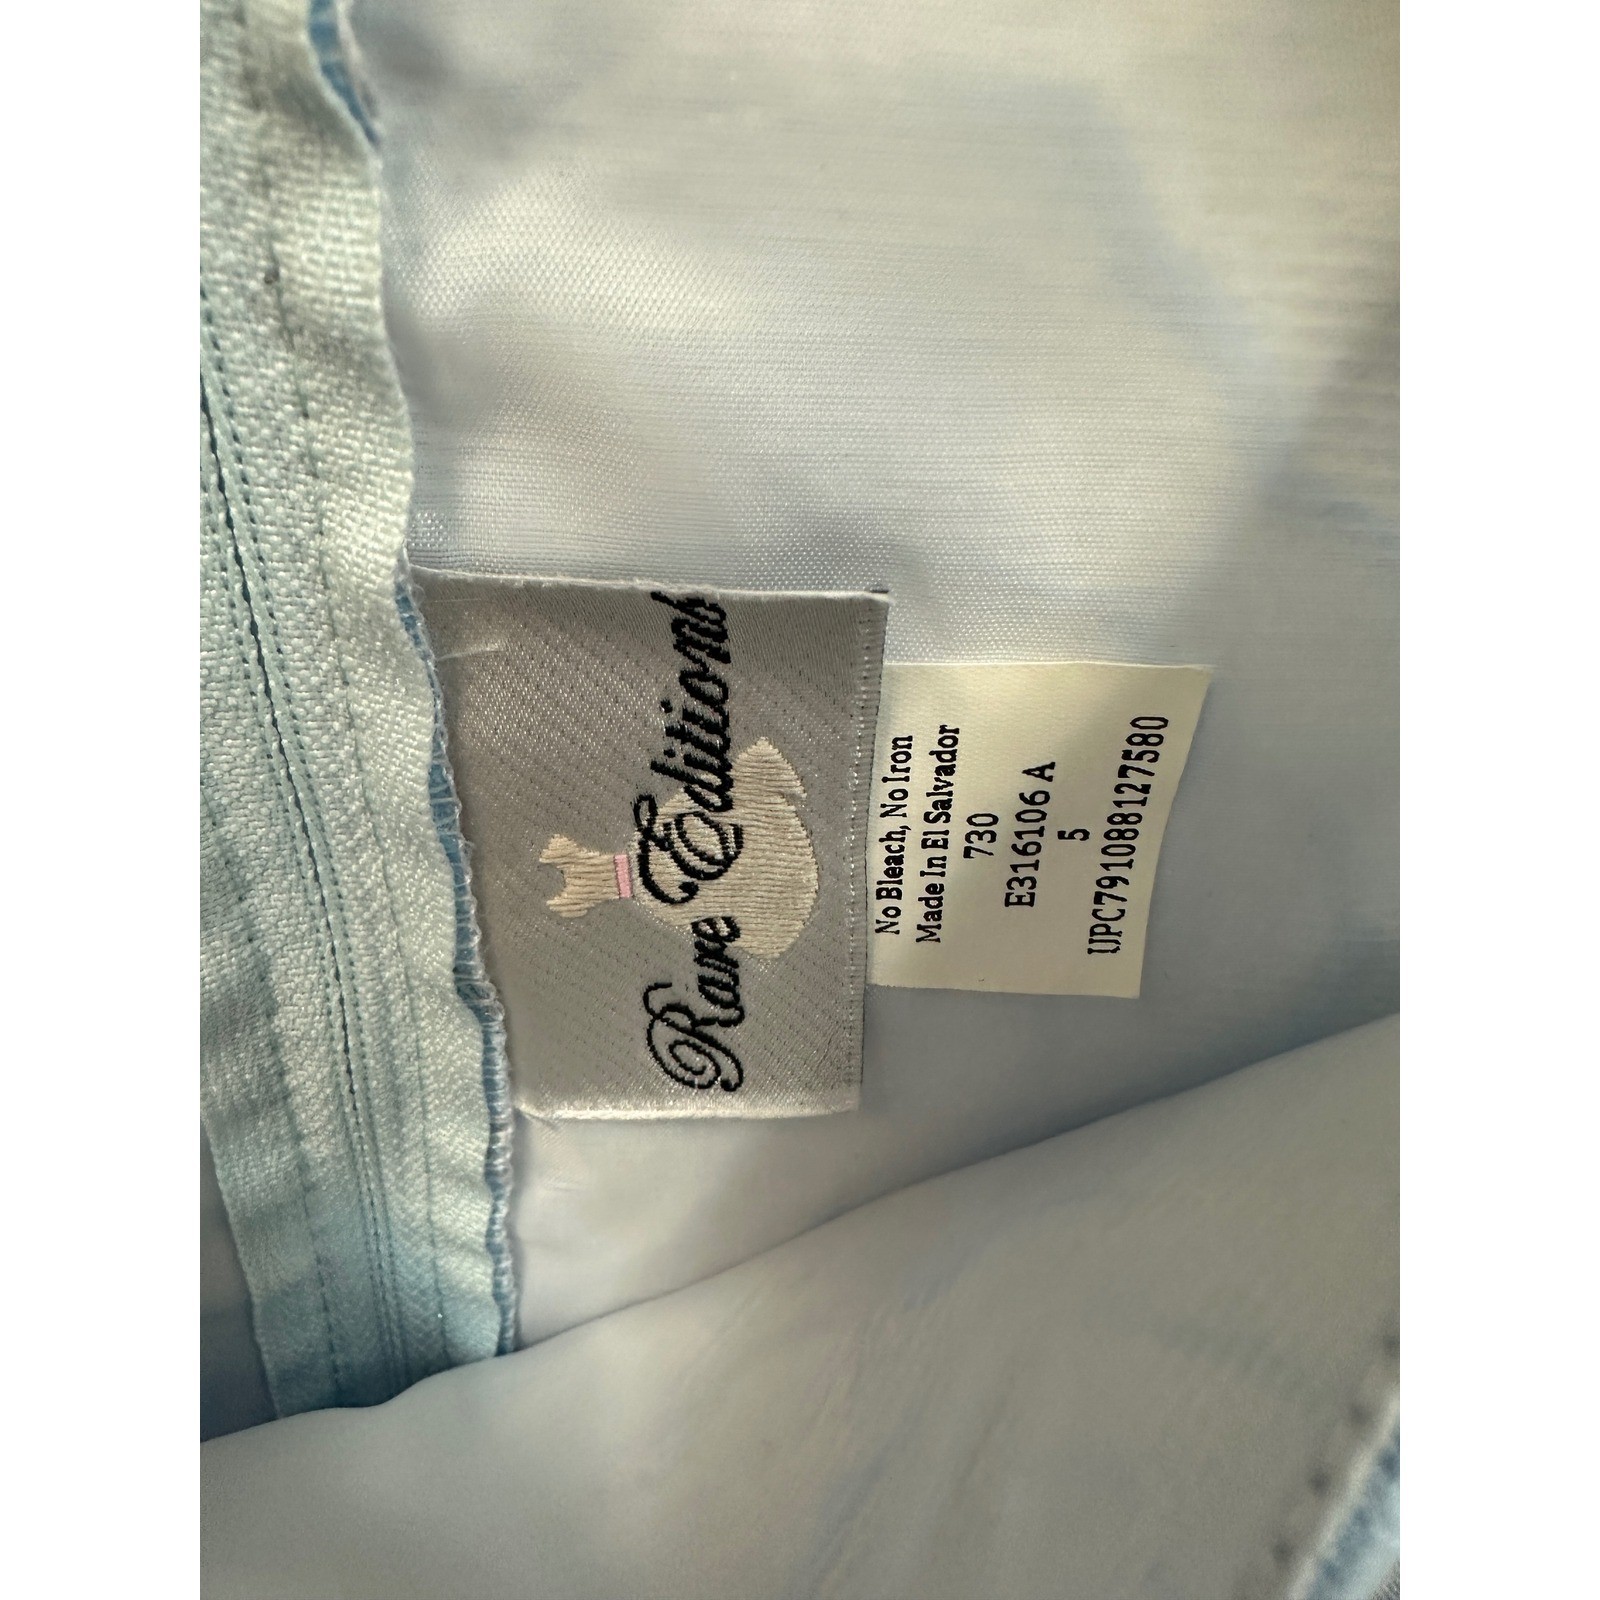 Rare Editions
No Bleach, No Iron
Made In El Salvador
730
E316106 A
5
UPC791088127580